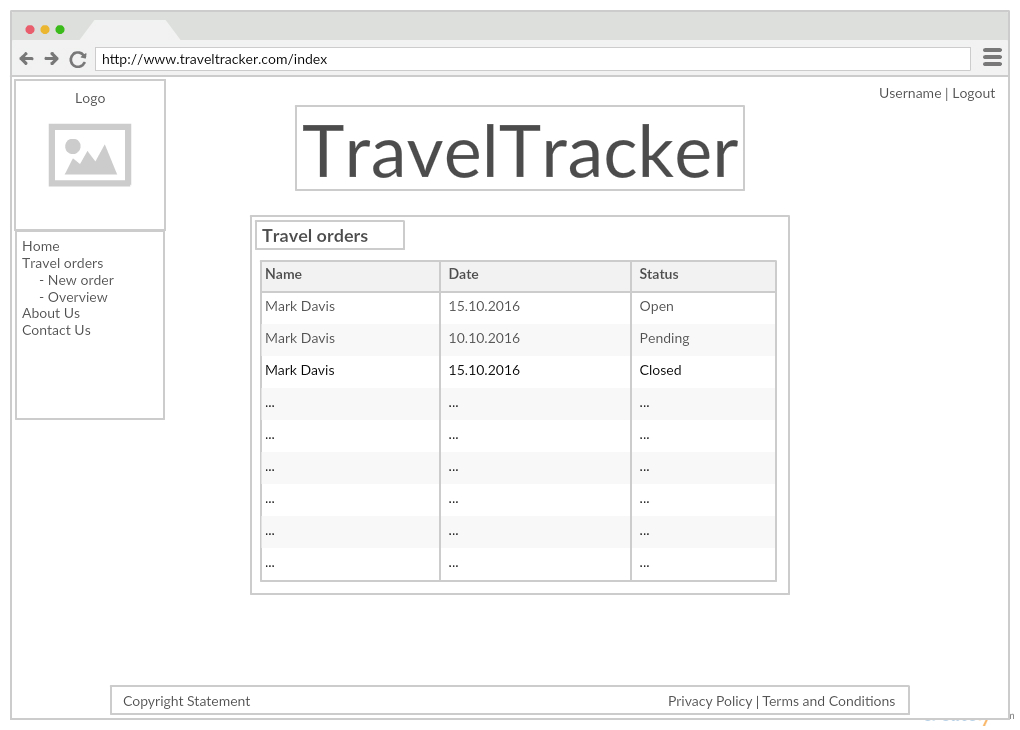 http://www.traveltracker.com/index
Logo
Username | Logout
TravelTracker
Home
Travel orders
- New order
- Overview
About Us
Contact Us
Travel orders
Name Date Status
Mark Davis 15.10.2016 Open
Mark Davis 10.10.2016 Pending
Mark Davis 15.10.2016 Closed
... ... ...
... ... ...
... ... ...
... ... ...
... ... ...
... ... ...
Copyright Statement Privacy Policy | Terms and Conditions